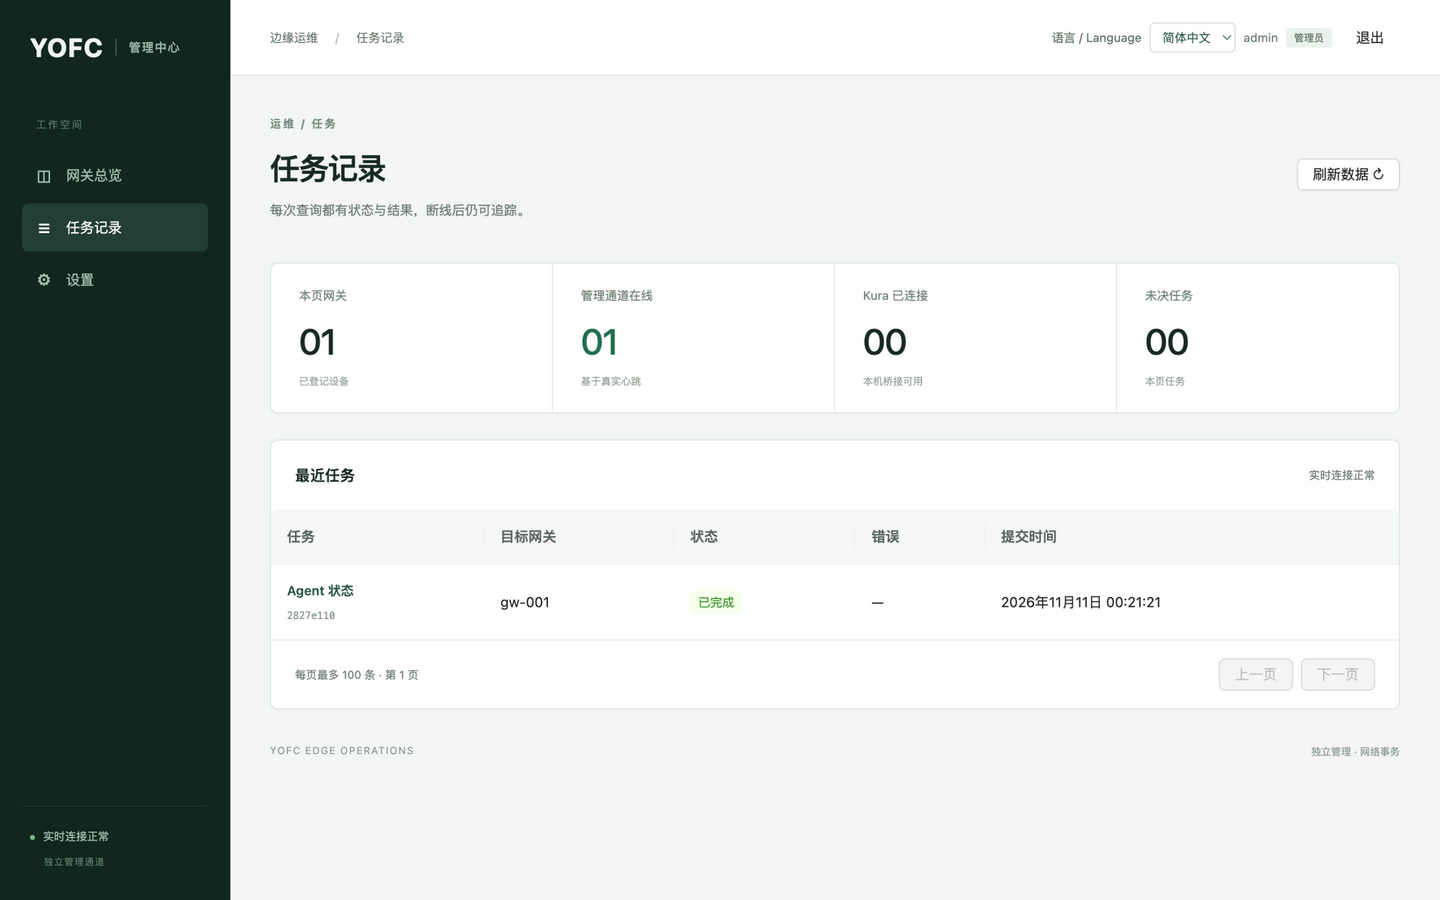 YOFC | 管理中心
工作空间
网关总览
任务记录
设置
实时连接正常
独立管理通道
边缘运维 / 任务记录
语言 / Language 简体中文 admin 管理员 退出
运维 / 任务
任务记录
每次查询都有状态与结果，断线后仍可追踪。
刷新数据
本页网关
01
已登记设备
管理通道在线
01
基于真实心跳
Kura 已连接
00
本机桥接可用
未决任务
00
本页任务
最近任务
实时连接正常
任务 目标网关 状态 错误 提交时间
Agent 状态
2827e110
gw-001 已完成 — 2026年11月11日 00:21:21
每页最多 100 条 · 第 1 页
上一页 下一页
YOFC EDGE OPERATIONS
独立管理 · 网络事务